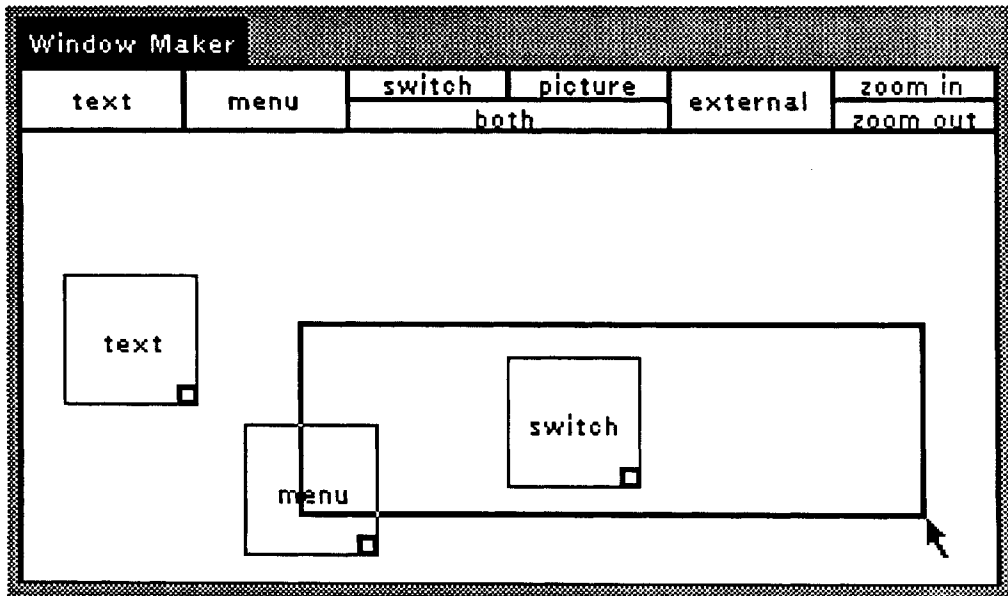 Window Maker
text menu switch picture external zoom in
both zoom out
text
switch
menu